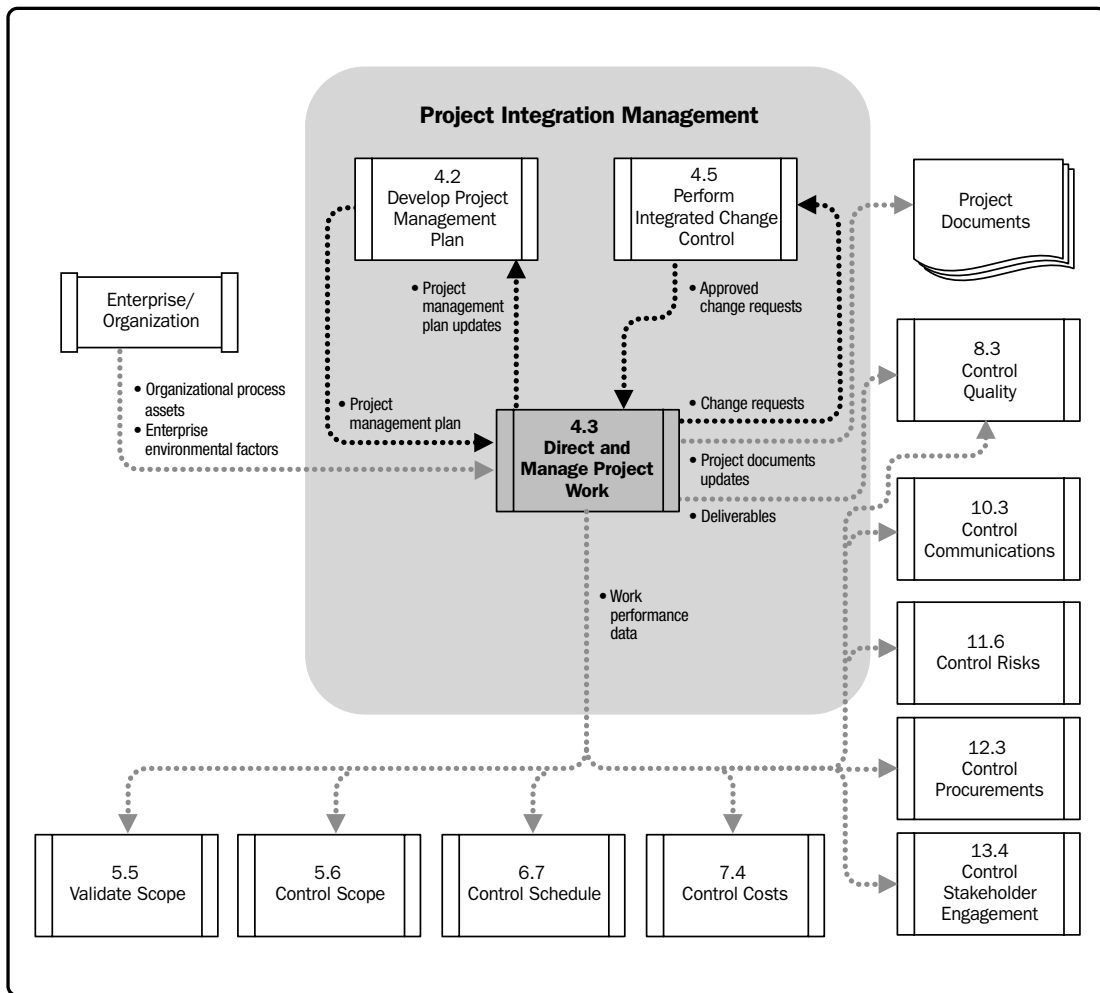 Project Integration Management
4.2
Develop Project
Management
Plan
4.5
Perform
Integrated Change
Control
Project
Documents
Enterprise/
Organization
• Project
management
plan updates
• Approved
change requests
8.3
Control
Quality
• Organizational process
assets
• Enterprise
environmental factors
• Project
management plan
4.3
Direct and
Manage Project
Work
• Change requests
• Project documents
updates
• Deliverables
10.3
Control
Communications
• Work
performance
data
11.6
Control Risks
12.3
Control
Procurements
5.5
Validate Scope
5.6
Control Scope
6.7
Control Schedule
7.4
Control Costs
13.4
Control
Stakeholder
Engagement